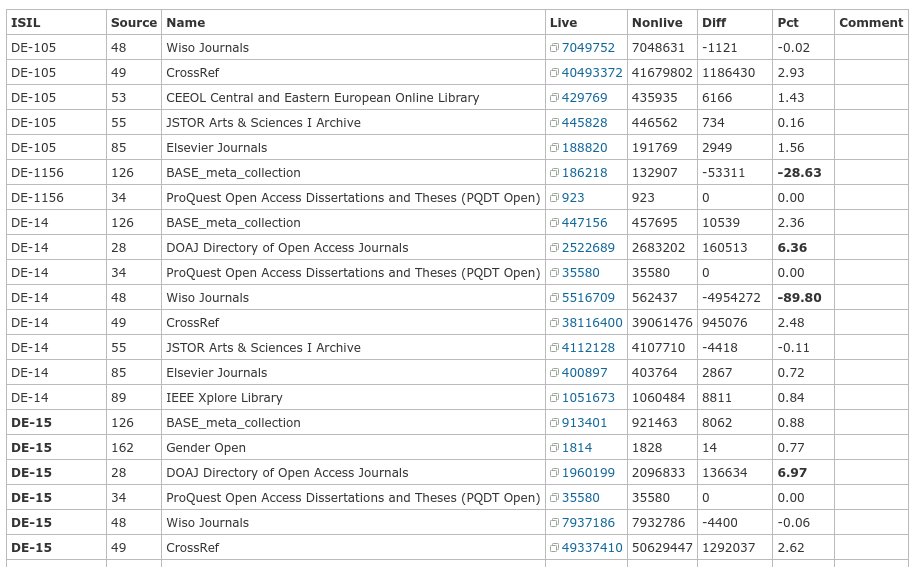 ISIL Source Name Live Nonlive Diff Pct Comment
DE-105 48 Wiso Journals 7049752 7048631 -1121 -0.02
DE-105 49 CrossRef 40493372 41679802 1186430 2.93
DE-105 53 CEEOL Central and Eastern European Online Library 429769 435935 6166 1.43
DE-105 55 JSTOR Arts & Sciences I Archive 445828 446562 734 0.16
DE-105 85 Elsevier Journals 188820 191769 2949 1.56
DE-1156 126 BASE_meta_collection 186218 132907 -53311 -28.63
DE-1156 34 ProQuest Open Access Dissertations and Theses (PQDT Open) 923 923 0 0.00
DE-14 126 BASE_meta_collection 447156 457695 10539 2.36
DE-14 28 DOAJ Directory of Open Access Journals 2522689 2683202 160513 6.36
DE-14 34 ProQuest Open Access Dissertations and Theses (PQDT Open) 35580 35580 0 0.00
DE-14 48 Wiso Journals 5516709 562437 -4954272 -89.80
DE-14 49 CrossRef 38116400 39061476 945076 2.48
DE-14 55 JSTOR Arts & Sciences I Archive 4112128 4107710 -4418 -0.11
DE-14 85 Elsevier Journals 400897 403764 2867 0.72
DE-14 89 IEEE Xplore Library 1051673 1060484 8811 0.84
DE-15 126 BASE_meta_collection 913401 921463 8062 0.88
DE-15 162 Gender Open 1814 1828 14 0.77
DE-15 28 DOAJ Directory of Open Access Journals 1960199 2096833 136634 6.97
DE-15 34 ProQuest Open Access Dissertations and Theses (PQDT Open) 35580 35580 0 0.00
DE-15 48 Wiso Journals 7937186 7932786 -4400 -0.06
DE-15 49 CrossRef 49337410 50629447 1292037 2.62